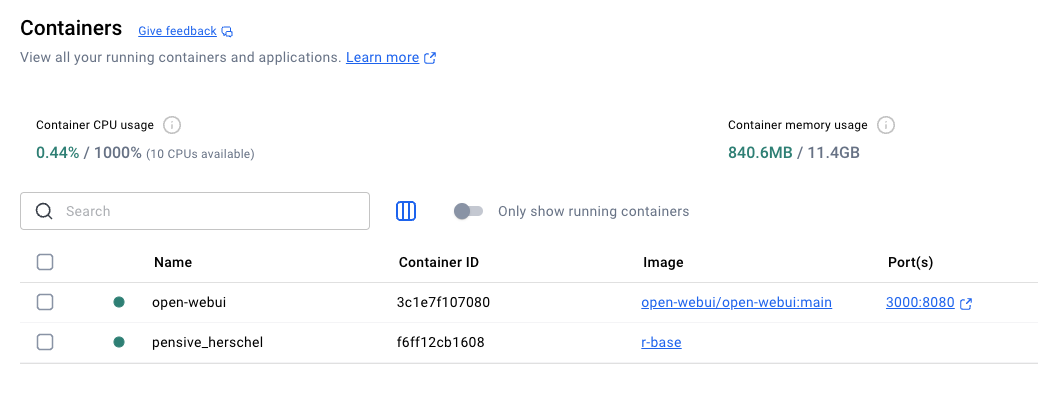 Containers Give feedback
View all your running containers and applications. Learn more
Container CPU usage
0.44% / 1000% (10 CPUs available)
Container memory usage
840.6MB / 11.4GB
Search
Only show running containers
Name Container ID Image Port(s)
open-webui 3c1e7f107080 open-webui/open-webui:main 3000:8080
pensive_herschel f6ff12cb1608 r-base